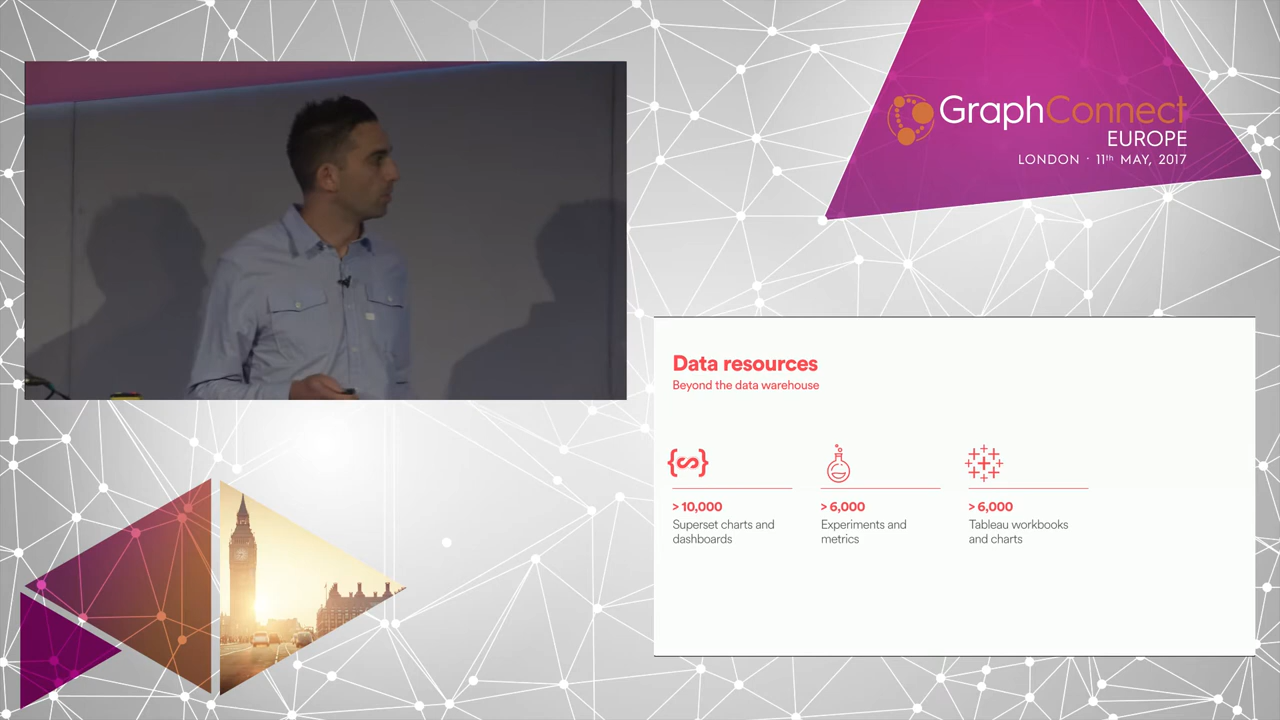 GraphConnect
EUROPE
LONDON · 11th MAY, 2017
Data resources
Beyond the data warehouse
> 10,000
Superset charts and
dashboards
> 6,000
Experiments and
metrics
> 6,000
Tableau workbooks
and charts